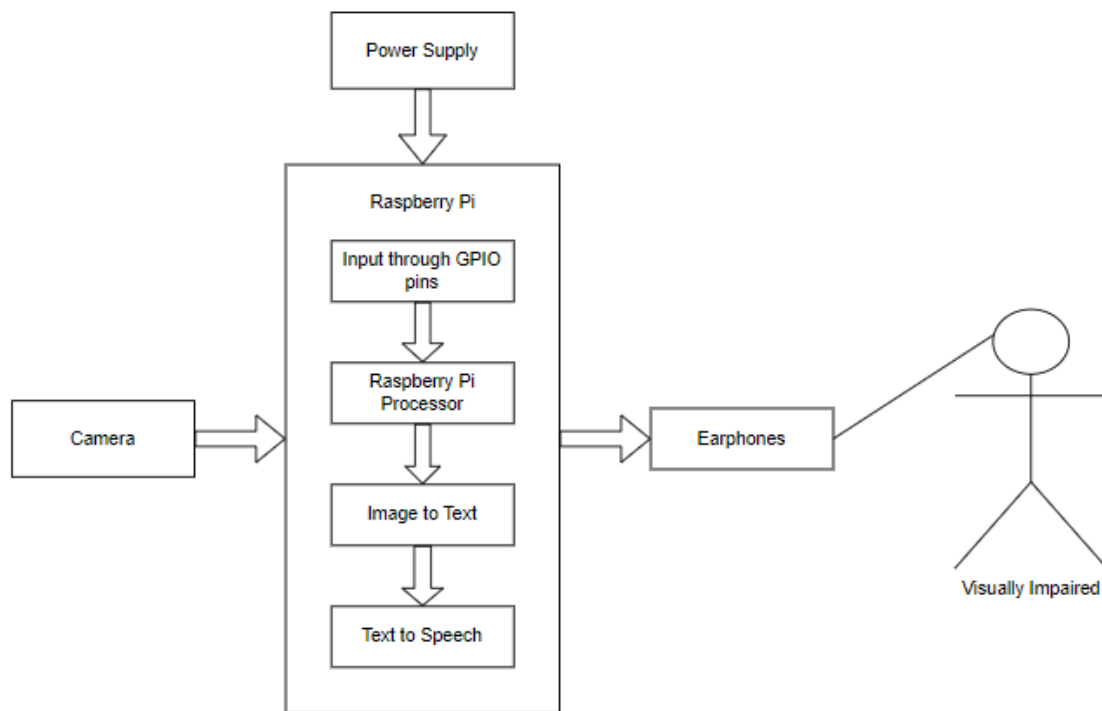 Power Supply
Raspberry Pi
Input through GPIO
pins
Raspberry Pi
Processor
Camera
Earphones
Image to Text
Text to Speech
Visually Impaired